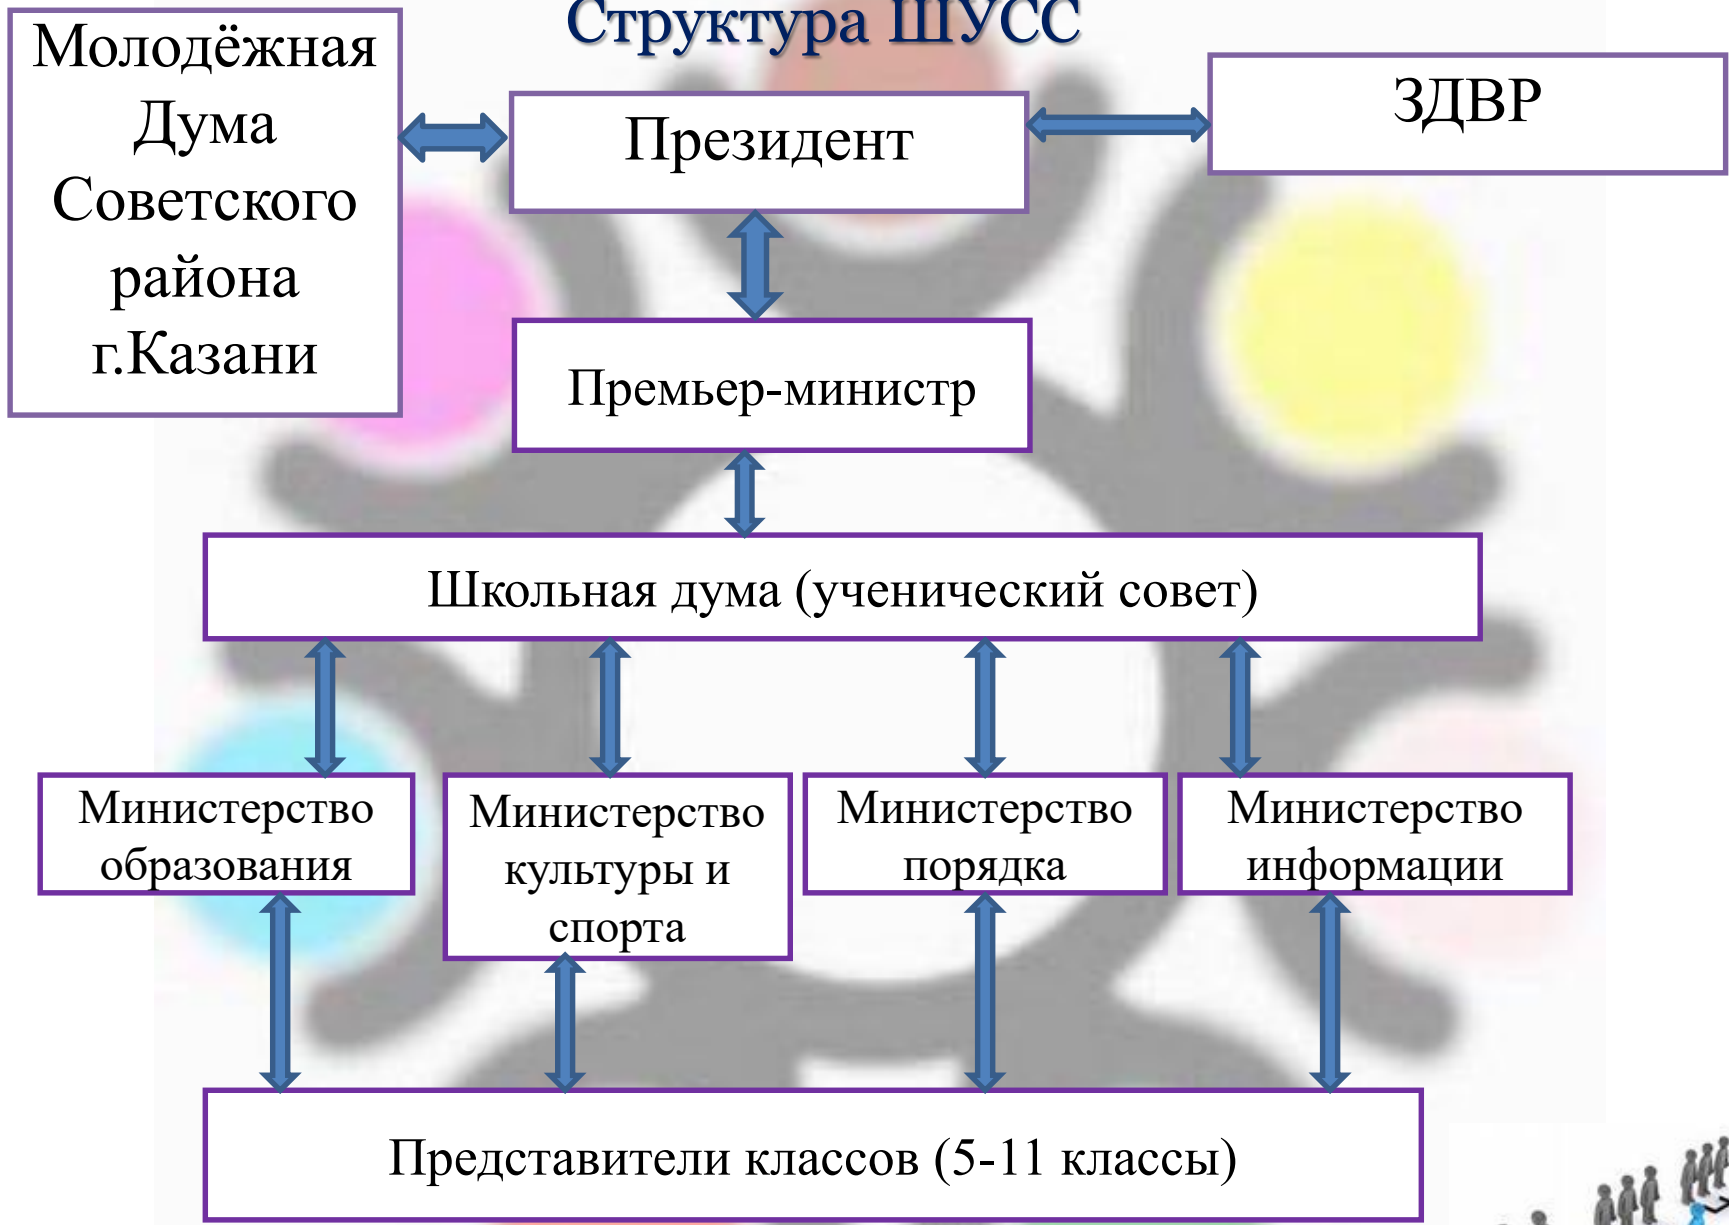 Структура ШУСС
Молодёжная
Дума
Советского
района
г.Казани
Президент
ЗДВР
Премьер-министр
Школьная дума (ученический совет)
Министерство
образования
Министерство
культуры и
спорта
Министерство
порядка
Министерство
информации
Представители классов (5-11 классы)